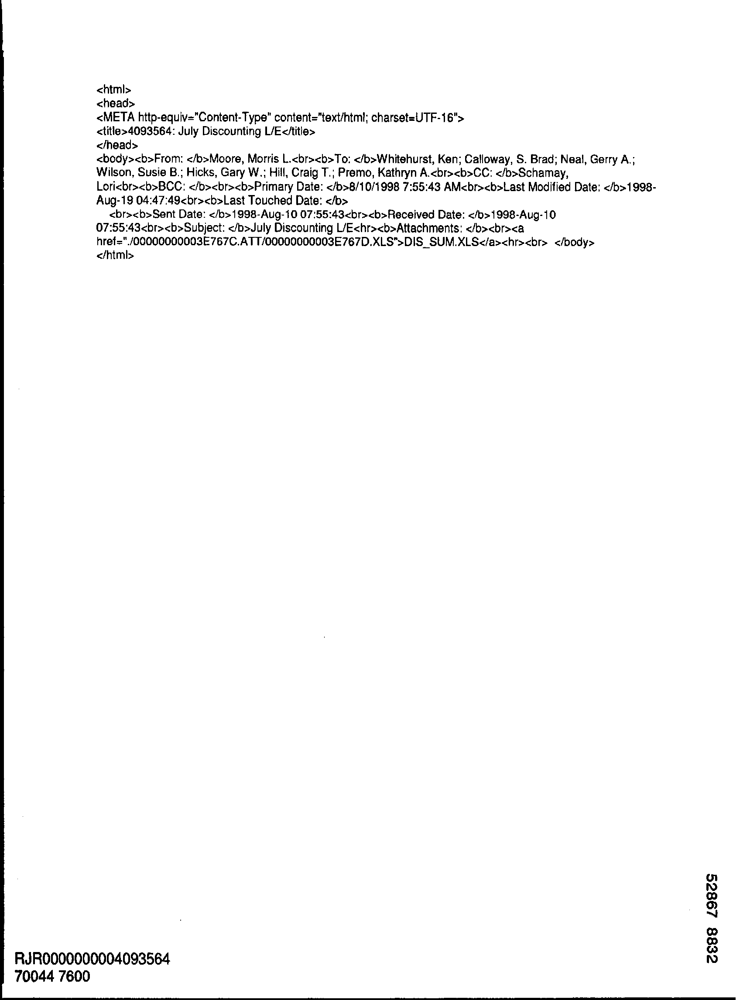 <html>
<head>
<META http-equiv="Content-Type" content="text/html; charset=UTF-16">
<title>4093564: July Discounting L/E</title>
</head>
<body><b>From: </b>Moore, Morris L.<br><b>To: </b>Whitehurst, Ken; Calloway, S. Brad; Neal, Gerry A.;
Wilson, Susie B.; Hicks, Gary W.; Hill, Craig T.; Premo, Kathryn A.<br><b>CC: </b>Schamay,
Lori<br><b>BCC: </b><br><b>Primary Date: </b>8/10/1998 7:55:43 AM<br><b>Last Modified Date: </b>1998-
Aug-19 04:47:49<br><b>Last Touched Date: </b>
<br><b>Sent Date: </b>1998-Aug-10 07:55:43<br><b>Received Date: </b>1998-Aug-10
07:55:43<br><b>Subject: </b>July Discounting L/E<hr><b>Attachments: </b><br><a
href="./00000000003E767C.ATT/00000000003E767D.XLS">DIS_SUM.XLS</a><hr><br> </body>
</html>
52867 8832
RJR0000000004093564
70044 7600